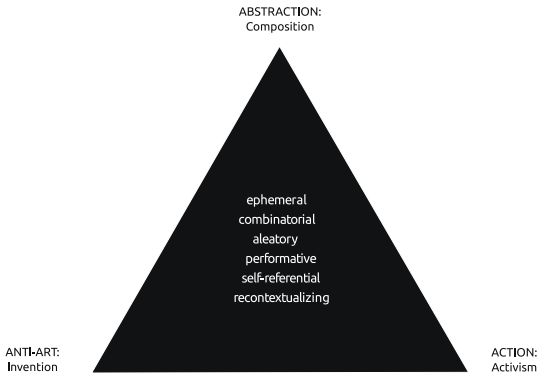 ABSTRACTION:
Composition
ephemeral
combinatorial
aleatory
performative
self-referential
recontextualizing
ANTI-ART:
Invention
ACTION:
Activism